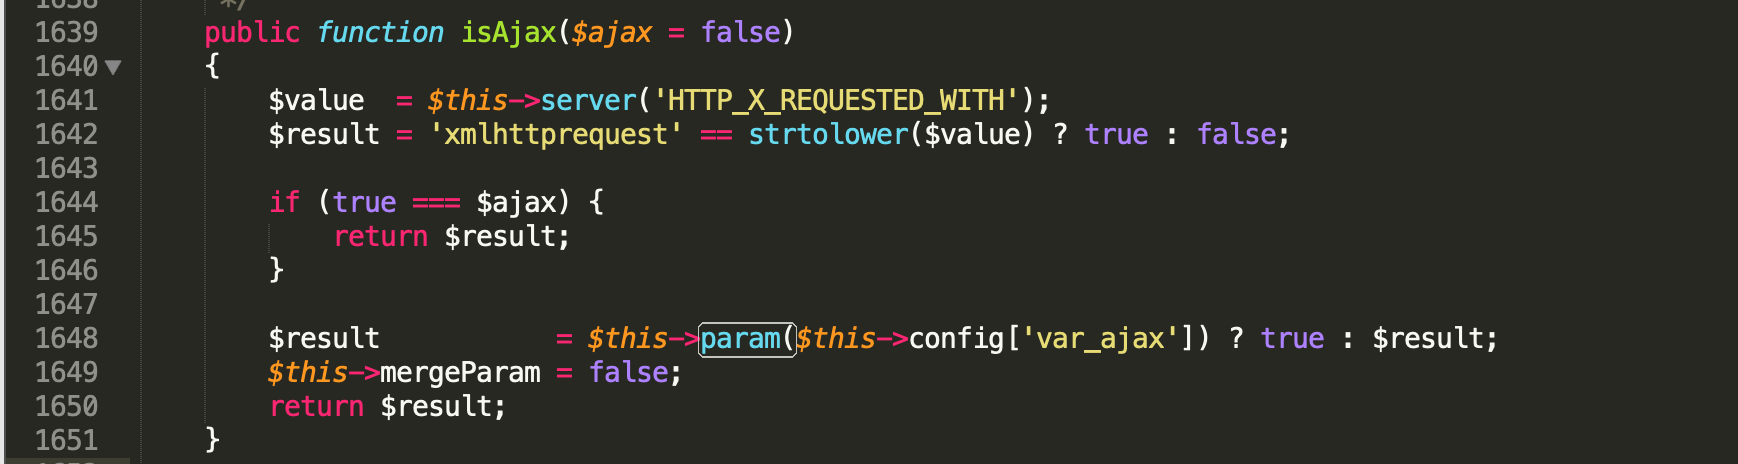 1638 */
1639 public function isAjax($ajax = false)
1640 {
1641 $value  = $this->server('HTTP_X_REQUESTED_WITH');
1642 $result = 'xmlhttprequest' == strtolower($value) ? true : false;
1643
1644 if (true === $ajax) {
1645 return $result;
1646 }
1647
1648 $result           = $this->param($this->config['var_ajax']) ? true : $result;
1649 $this->mergeParam = false;
1650 return $result;
1651 }